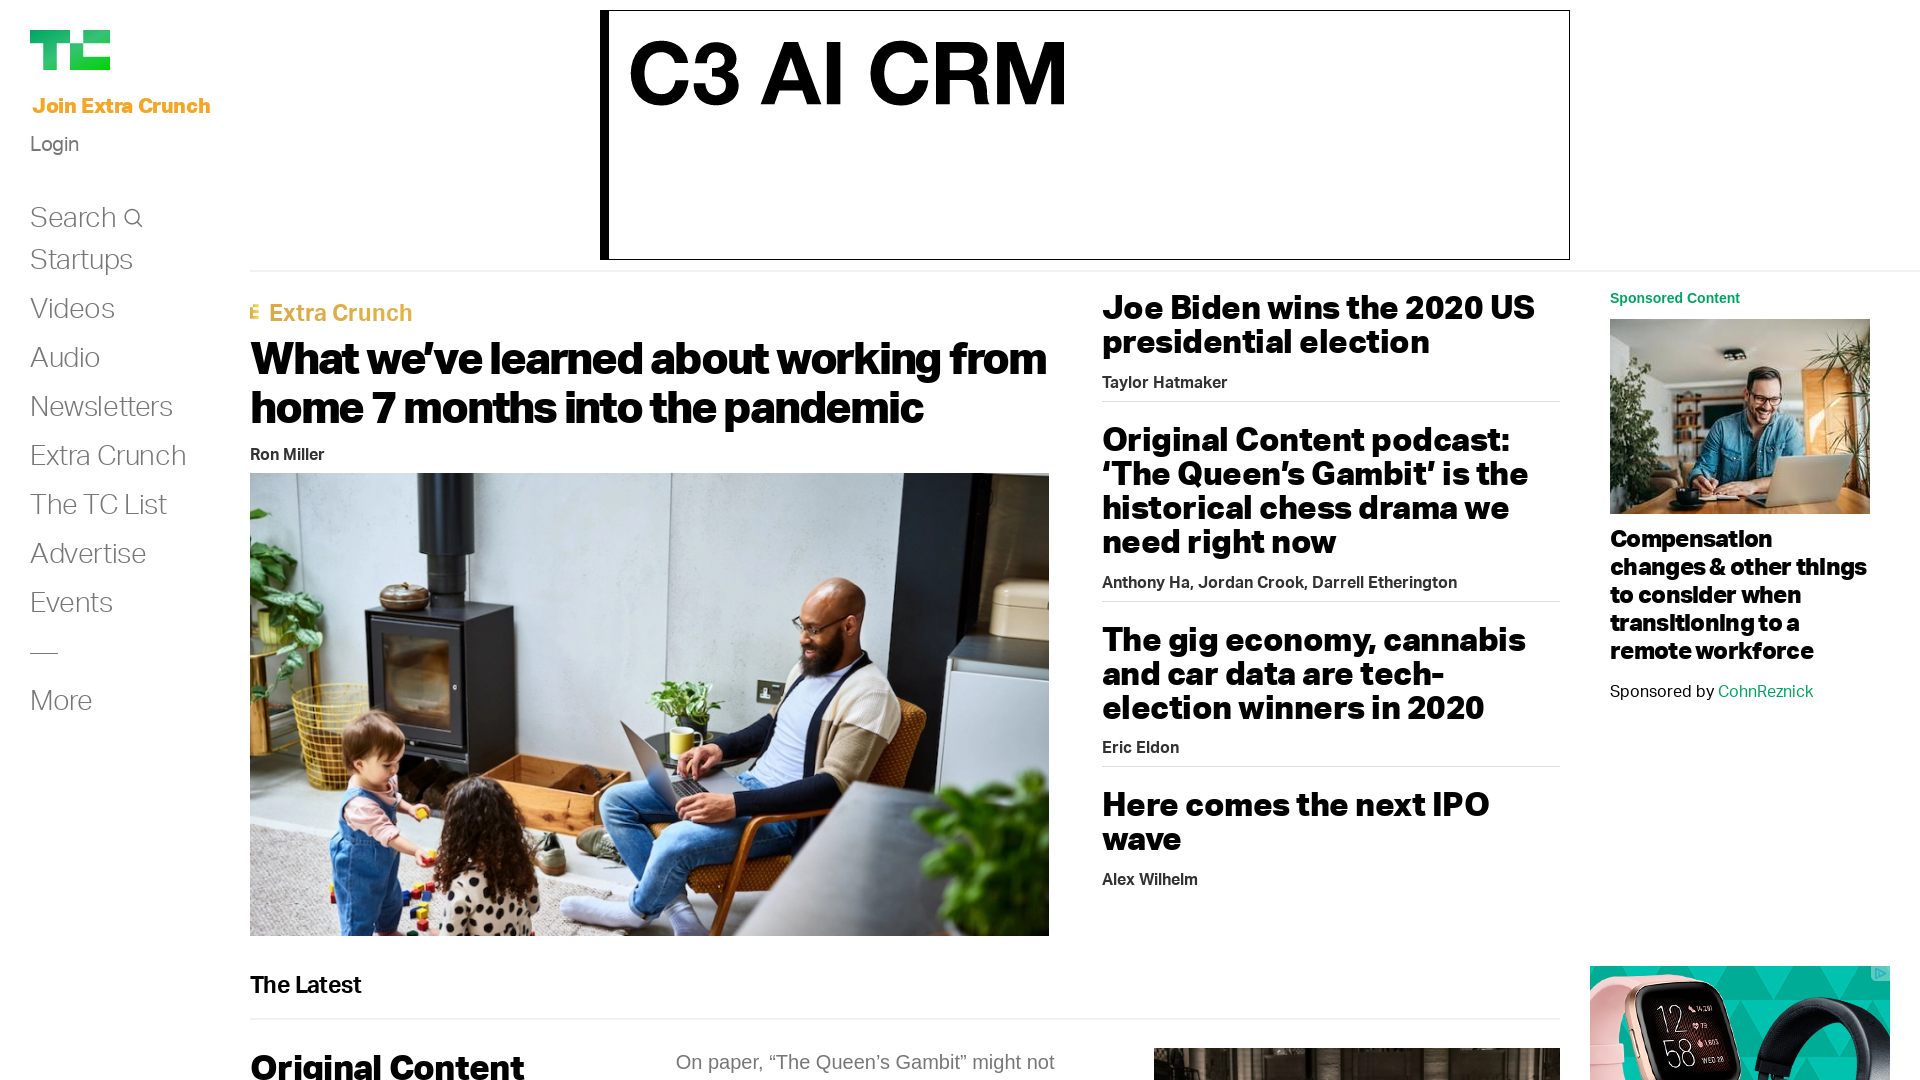 TC
Join Extra Crunch
Login
Search
Startups
Videos
Audio
Newsletters
Extra Crunch
The TC List
Advertise
Events
More
C3 AI CRM
Extra Crunch
What we’ve learned about working from
home 7 months into the pandemic
Ron Miller
Joe Biden wins the 2020 US
presidential election
Taylor Hatmaker
Original Content podcast:
‘The Queen’s Gambit’ is the
historical chess drama we
need right now
Anthony Ha, Jordan Crook, Darrell Etherington
The gig economy, cannabis
and car data are tech-
election winners in 2020
Eric Eldon
Here comes the next IPO
wave
Alex Wilhelm
Sponsored Content
Compensation
changes & other things
to consider when
transitioning to a
remote workforce
Sponsored by CohnReznick
The Latest
Original Content
On paper, “The Queen’s Gambit” might not
12
58
WED 28